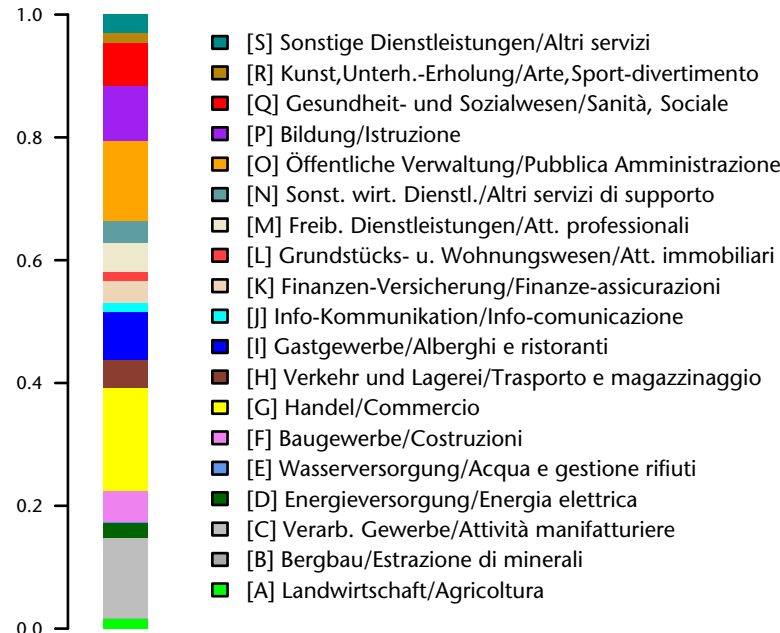 1.0
0.8
0.6
0.4
0.2
0.0
[S] Sonstige Dienstleistungen/Altri servizi
[R] Kunst,Unterh.-Erholung/Arte,Sport-divertimento
[Q] Gesundheit- und Sozialwesen/Sanità, Sociale
[P] Bildung/Istruzione
[O] Öffentliche Verwaltung/Pubblica Amministrazione
[N] Sonst. wirt. Dienstl./Altri servizi di supporto
[M] Freib. Dienstleistungen/Att. professionali
[L] Grundstücks- u. Wohnungswesen/Att. immobiliari
[K] Finanzen-Versicherung/Finanze-assicurazioni
[J] Info-Kommunikation/Info-comunicazione
[I] Gastgewerbe/Alberghi e ristoranti
[H] Verkehr und Lagerei/Trasporto e magazzinaggio
[G] Handel/Commercio
[F] Baugewerbe/Costruzioni
[E] Wasserversorgung/Acqua e gestione rifiuti
[D] Energieversorgung/Energia elettrica
[C] Verarb. Gewerbe/Attività manifatturiere
[B] Bergbau/Estrazione di minerali
[A] Landwirtschaft/Agricoltura